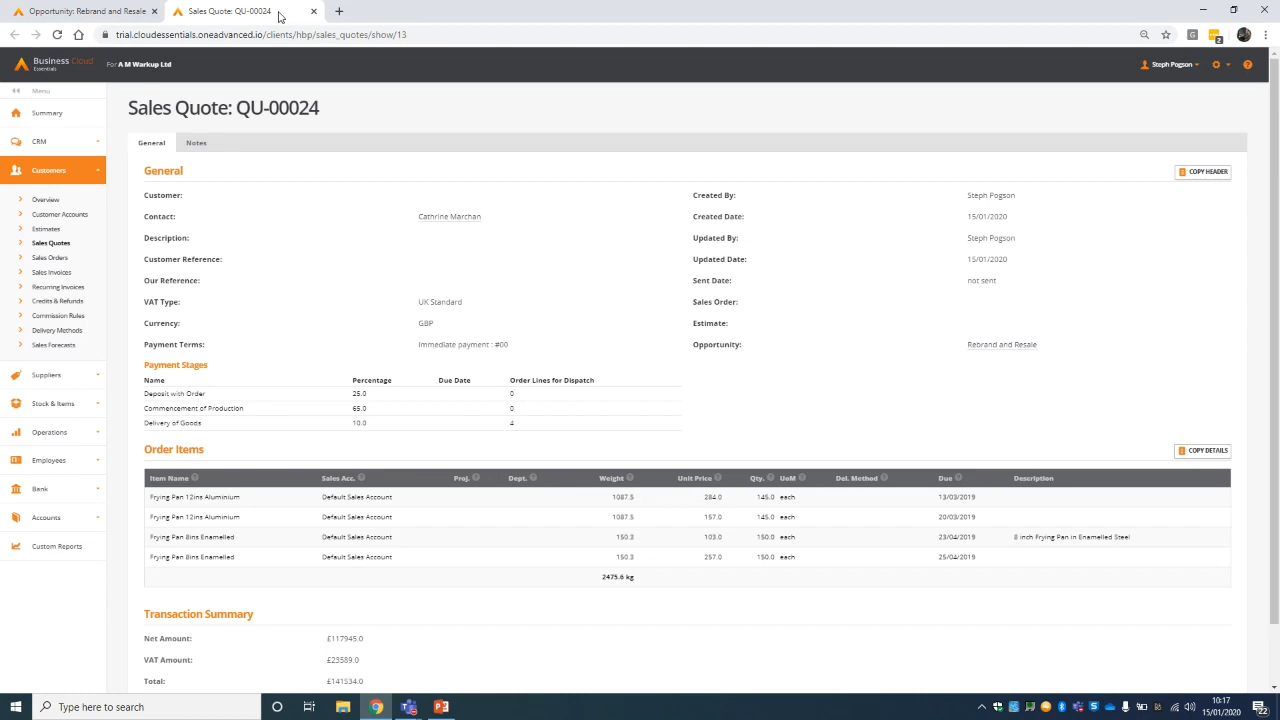 Opportunity: Rebrand and Resale
Sales Quote: QU-00024
trial.cloudessentials.oneadvanced.io/clients/hbp/sales_quotes/show/13
Business Cloud
Essentials
For A M Warkup Ltd
Steph Pogson
Menu
Summary
CRM
Customers
Overview
Customer Accounts
Estimates
Sales Quotes
Sales Orders
Sales Invoices
Recurring Invoices
Credits & Refunds
Commission Rules
Delivery Methods
Sales Forecasts
Suppliers
Stock & Items
Operations
Employees
Bank
Accounts
Custom Reports
Sales Quote: QU-00024
General Notes
General
COPY HEADER
Customer: Created By: Steph Pogson
Contact: Cathrine Marchan Created Date: 15/01/2020
Description: Updated By: Steph Pogson
Customer Reference: Updated Date: 15/01/2020
Our Reference: Sent Date: not sent
VAT Type: UK Standard Sales Order:
Currency: GBP Estimate:
Payment Terms: Immediate payment : #00 Opportunity: Rebrand and Resale
Payment Stages
Name Percentage Due Date Order Lines for Dispatch
Deposit with Order 25.0 0
Commencement of Production 65.0 0
Delivery of Goods 10.0 4
Order Items
COPY DETAILS
Item Name Sales Acc. Proj. Dept. Weight Unit Price Qty. UoM Del. Method Due Description
Frying Pan 12ins Aluminium Default Sales Account 1087.5 284.0 145.0 each 13/03/2019
Frying Pan 12ins Aluminium Default Sales Account 1087.5 157.0 145.0 each 20/03/2019
Frying Pan 8ins Enamelled Default Sales Account 150.3 103.0 150.0 each 23/04/2019 8 inch Frying Pan in Enamelled Steel
Frying Pan 8ins Enamelled Default Sales Account 150.3 257.0 150.0 each 25/04/2019
2475.6 kg
Transaction Summary
Net Amount: £117945.0
VAT Amount: £23589.0
Total: £141534.0
Type here to search
10:17
15/01/2020